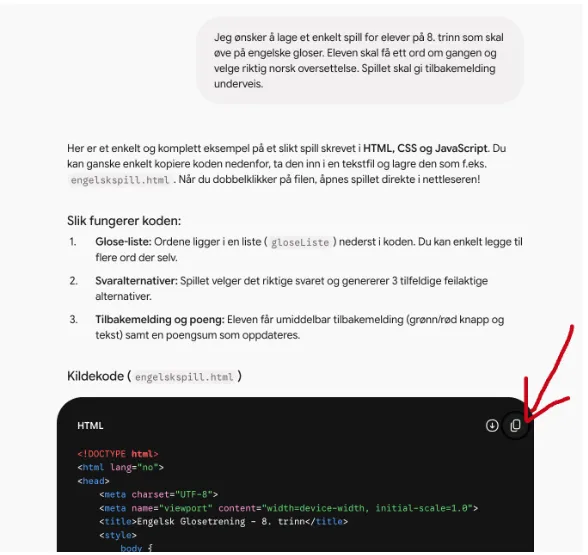 Jeg ønsker å lage et enkelt spill for elever på 8. trinn som skal
øve på engelske gloser. Eleven skal få ett ord om gangen og
velge riktig norsk oversettelse. Spillet skal gi tilbakemelding
underveis.
Her er et enkelt og komplett eksempel på et slikt spill skrevet i HTML, CSS og JavaScript. Du
kan ganske enkelt kopiere koden nedenfor, ta den inn i en tekstfil og lagre den som f.eks.
engelskspill.html . Når du dobbelklikker på filen, åpnes spillet direkte i nettleseren!
Slik fungerer koden:
1. Glose-liste: Ordene ligger i en liste ( gloseListe ) nederst i koden. Du kan enkelt legge til
flere ord der selv.
2. Svaralternativer: Spillet velger det riktige svaret og genererer 3 tilfeldige feilaktige
alternativer.
3. Tilbakemelding og poeng: Eleven får umiddelbar tilbakemelding (grønn/rød knapp og
tekst) samt en poengsum som oppdateres.
Kildekode ( engelskspill.html )
HTML
<!DOCTYPE html>
<html lang="no">
<head>
    <meta charset="UTF-8">
    <meta name="viewport" content="width=device-width, initial-scale=1.0">
    <title>Engelsk Glosetrening - 8. trinn</title>
    <style>
        body {